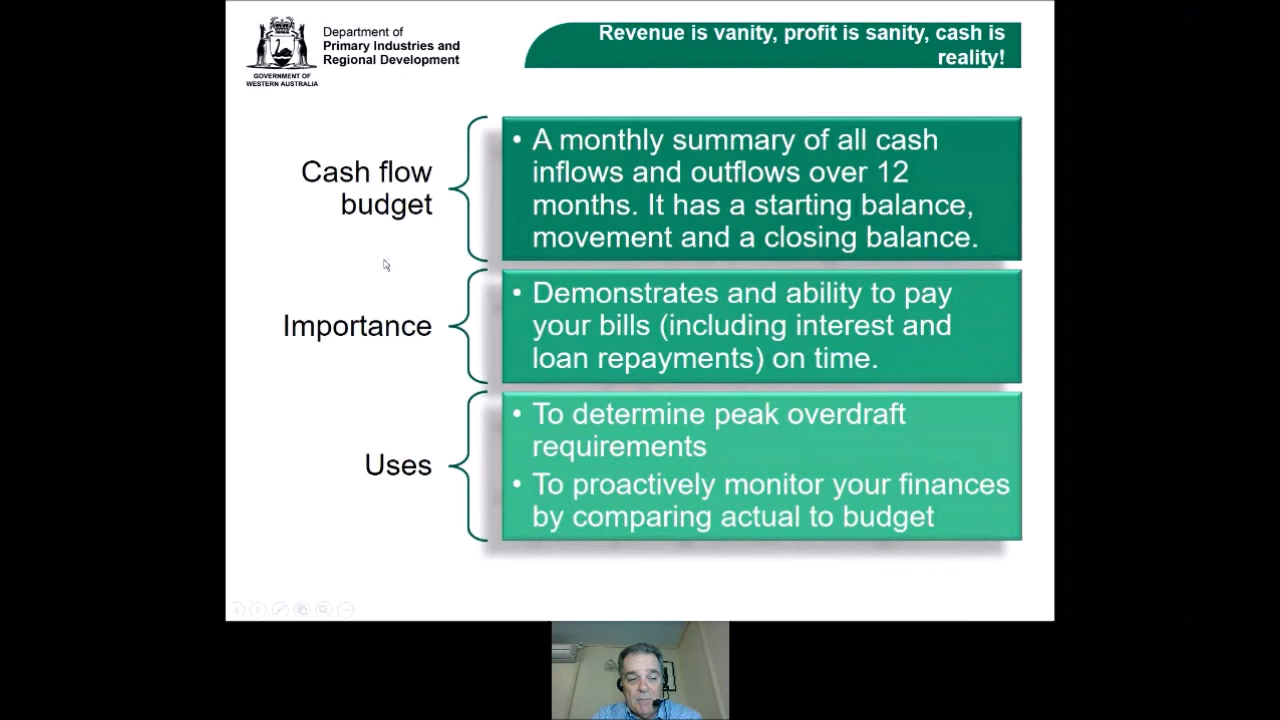 Department of
Primary Industries and
Regional Development
GOVERNMENT OF
WESTERN AUSTRALIA
Revenue is vanity, profit is sanity, cash is
reality!
Cash flow
budget
• A monthly summary of all cash
inflows and outflows over 12
months. It has a starting balance,
movement and a closing balance.
Importance
• Demonstrates and ability to pay
your bills (including interest and
loan repayments) on time.
Uses
• To determine peak overdraft
requirements
• To proactively monitor your finances
by comparing actual to budget